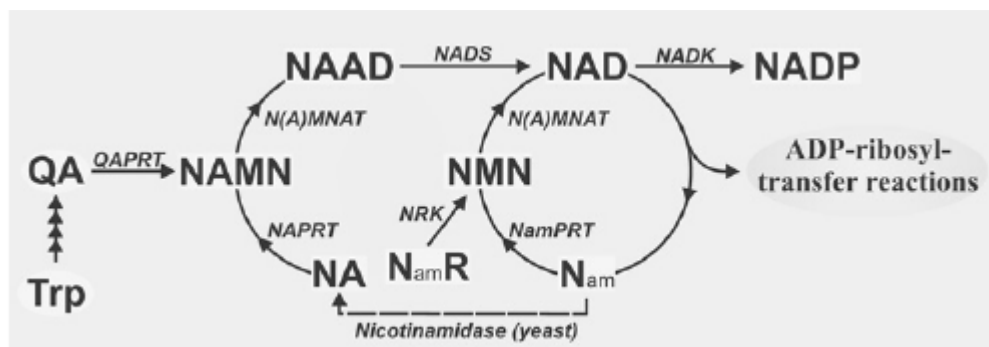 NAAD NADS NAD NADK NADP
N(A)MNAT N(A)MNAT
QA QAPRT NAMN NMN ADP-ribosyl-
transfer reactions
NAPRT NRK NamPRT
Trp NA NamR Nam
Nicotinamidase (yeast)